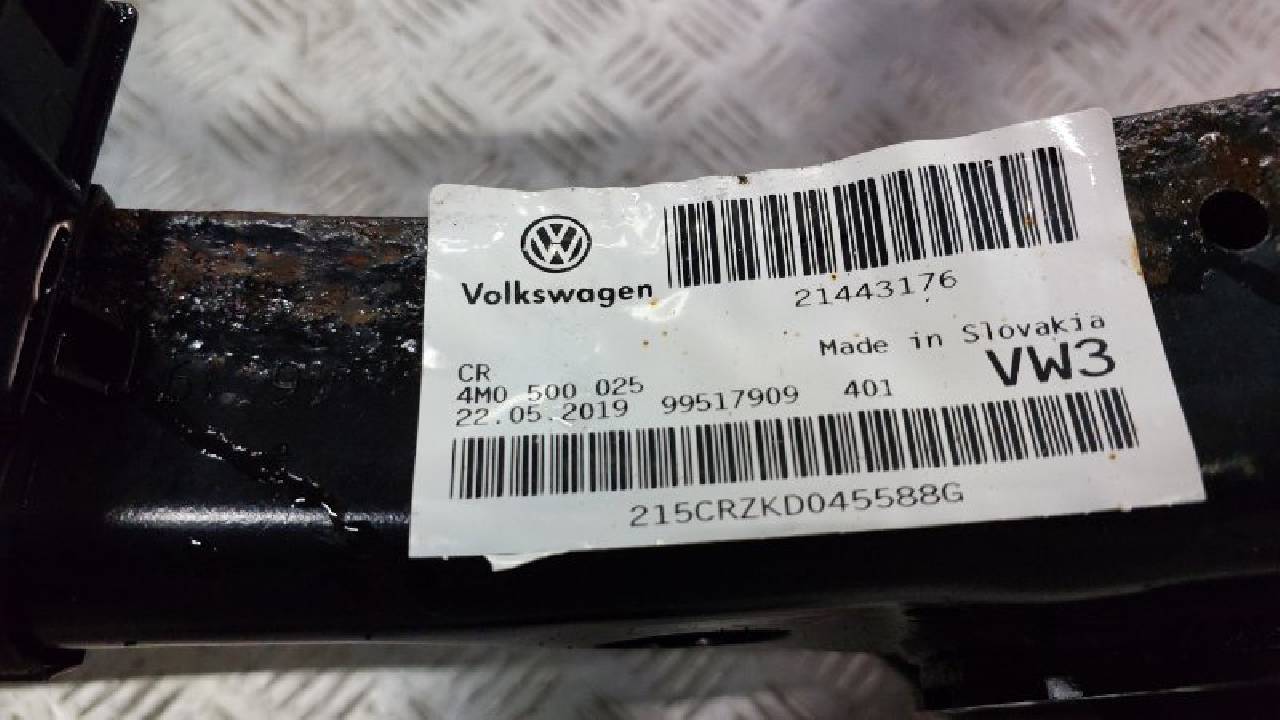 Volkswagen
21443176
Made in Slovakia
VW3
CR
4M0 500 025
22.05.2019 99517909 401
215CRZKD045588G